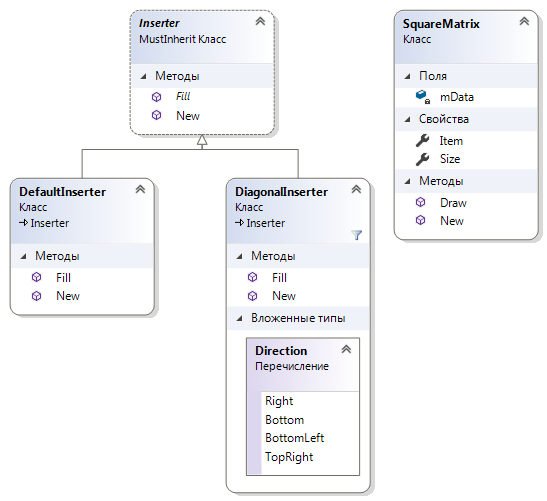 Inserter
MustInherit Класс
Методы
Fill
New
DefaultInserter
Класс
Inserter
Методы
Fill
New
DiagonalInserter
Класс
Inserter
Методы
Fill
New
Вложенные типы
Direction
Перечисление
Right
Bottom
BottomLeft
TopRight
SquareMatrix
Класс
Поля
mData
Свойства
Item
Size
Методы
Draw
New